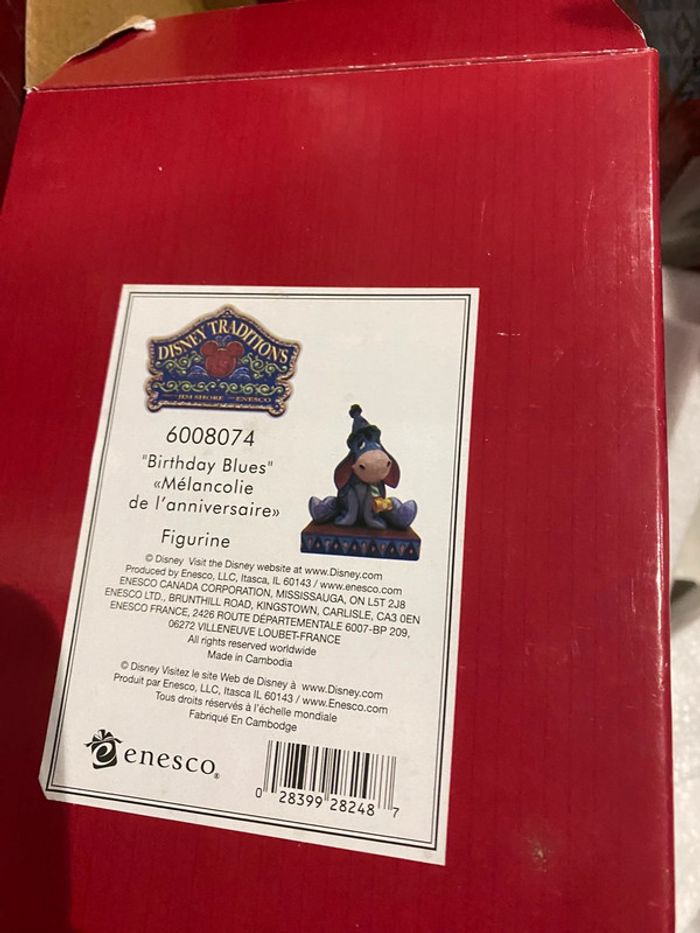 DISNEY TRADITIONS
JIM SHORE ENESCO
6008074
"Birthday Blues"
«Mélancolie
de l'anniversaire»
Figurine
© Disney Visit the Disney website at www.Disney.com
Produced by Enesco, LLC, Itasca, IL 60143 / www.enesco.com
ENESCO CANADA CORPORATION, MISSISSAUGA, ON L5T 2J8
ENESCO LTD., BRUNTHILL ROAD, KINGSTOWN, CARLISLE, CA3 0EN
ENESCO FRANCE, 2426 ROUTE DÉPARTEMENTALE 6007-BP 209,
06272 VILLENEUVE LOUBET-FRANCE
All rights reserved worldwide
Made in Cambodia
© Disney Visitez le site Web de Disney à www.Disney.com
Produit par Enesco, LLC, Itasca IL 60143 / www.Enesco.com
Tous droits réservés à l'échelle mondiale
Fabriqué En Cambodge
enesco®
0 28399 28248 7